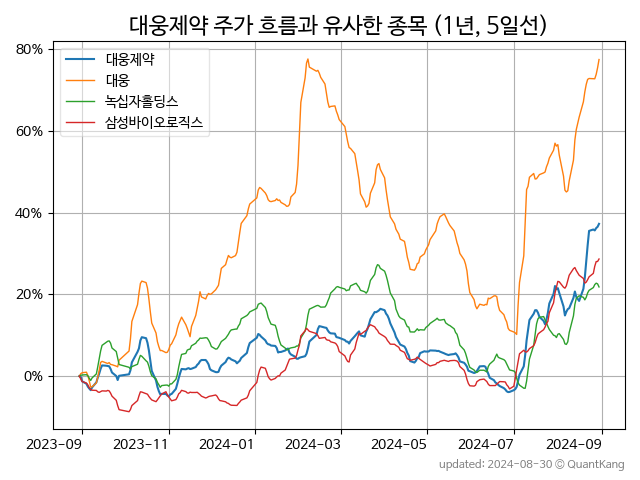 대웅제약 주가 흐름과 유사한 종목 (1년, 5일선)
80%
60%
40%
20%
0%
대웅제약
대웅
녹십자홀딩스
삼성바이오로직스
2023-09 2023-11 2024-01 2024-03 2024-05 2024-07 2024-09
updated: 2024-08-30 © QuantKang